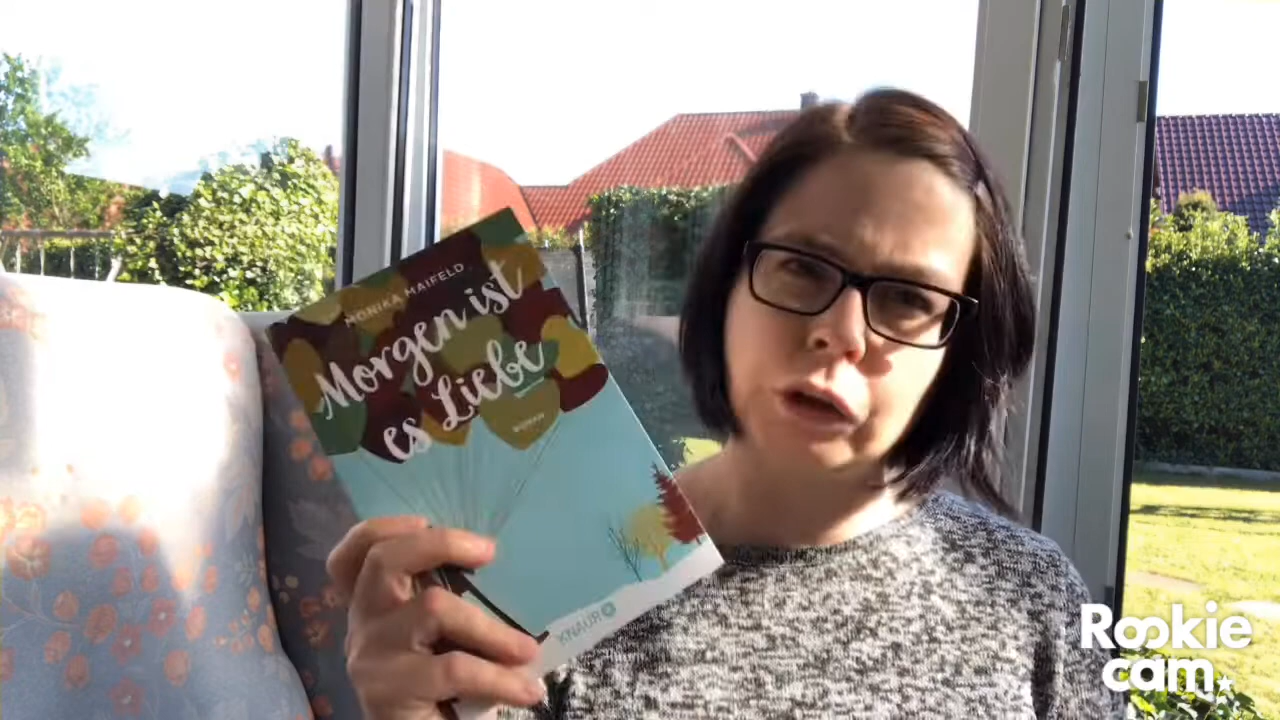 MONIKA MAIFELD
Morgen ist
es Liebe
ROMAN
KNAUR
Rookie
cam.